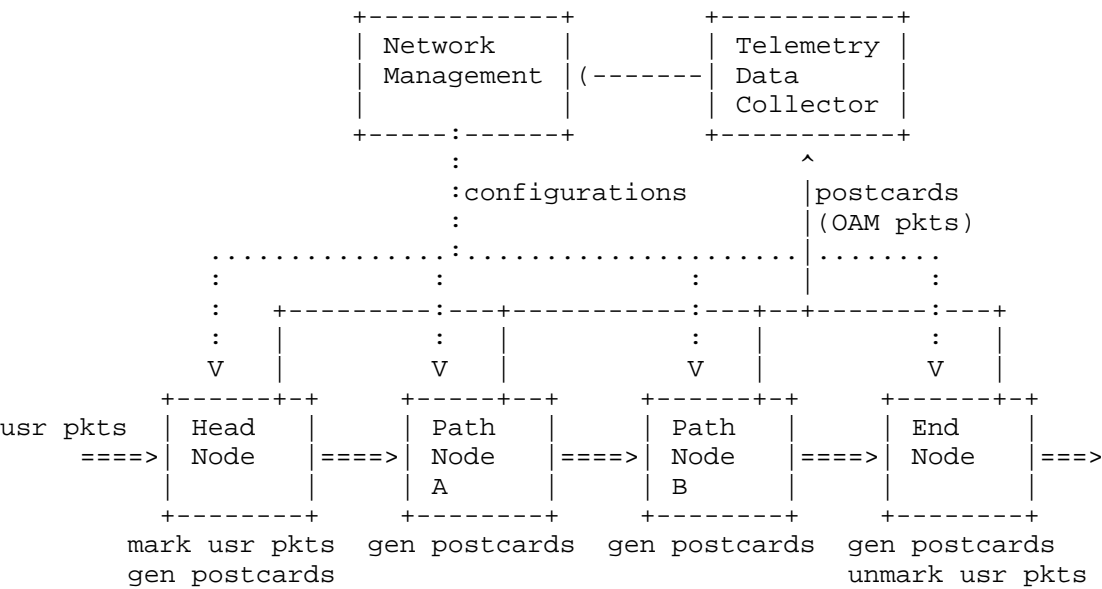 Network Telemetry
Management Data
Collector
configurations postcards
(OAM pkts)
usr pkts Head Path Path End
Node Node Node Node
A B
mark usr pkts gen postcards gen postcards gen postcards
gen postcards unmark usr pkts